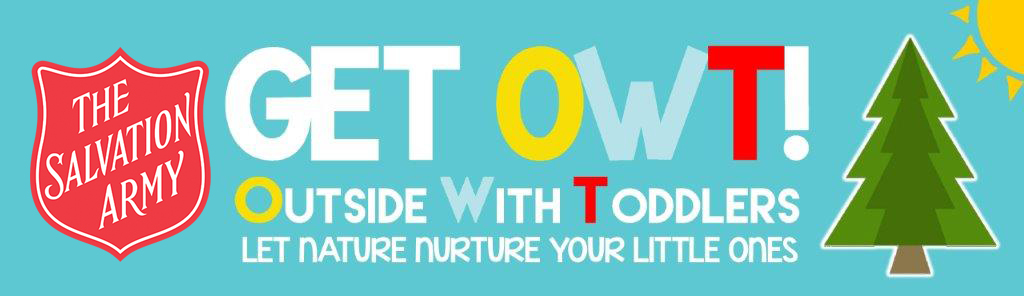 THE
SALVATION
ARMY
GET OWT!
OUTSIDE WITH TODDLERS
LET NATURE NURTURE YOUR LITTLE ONES